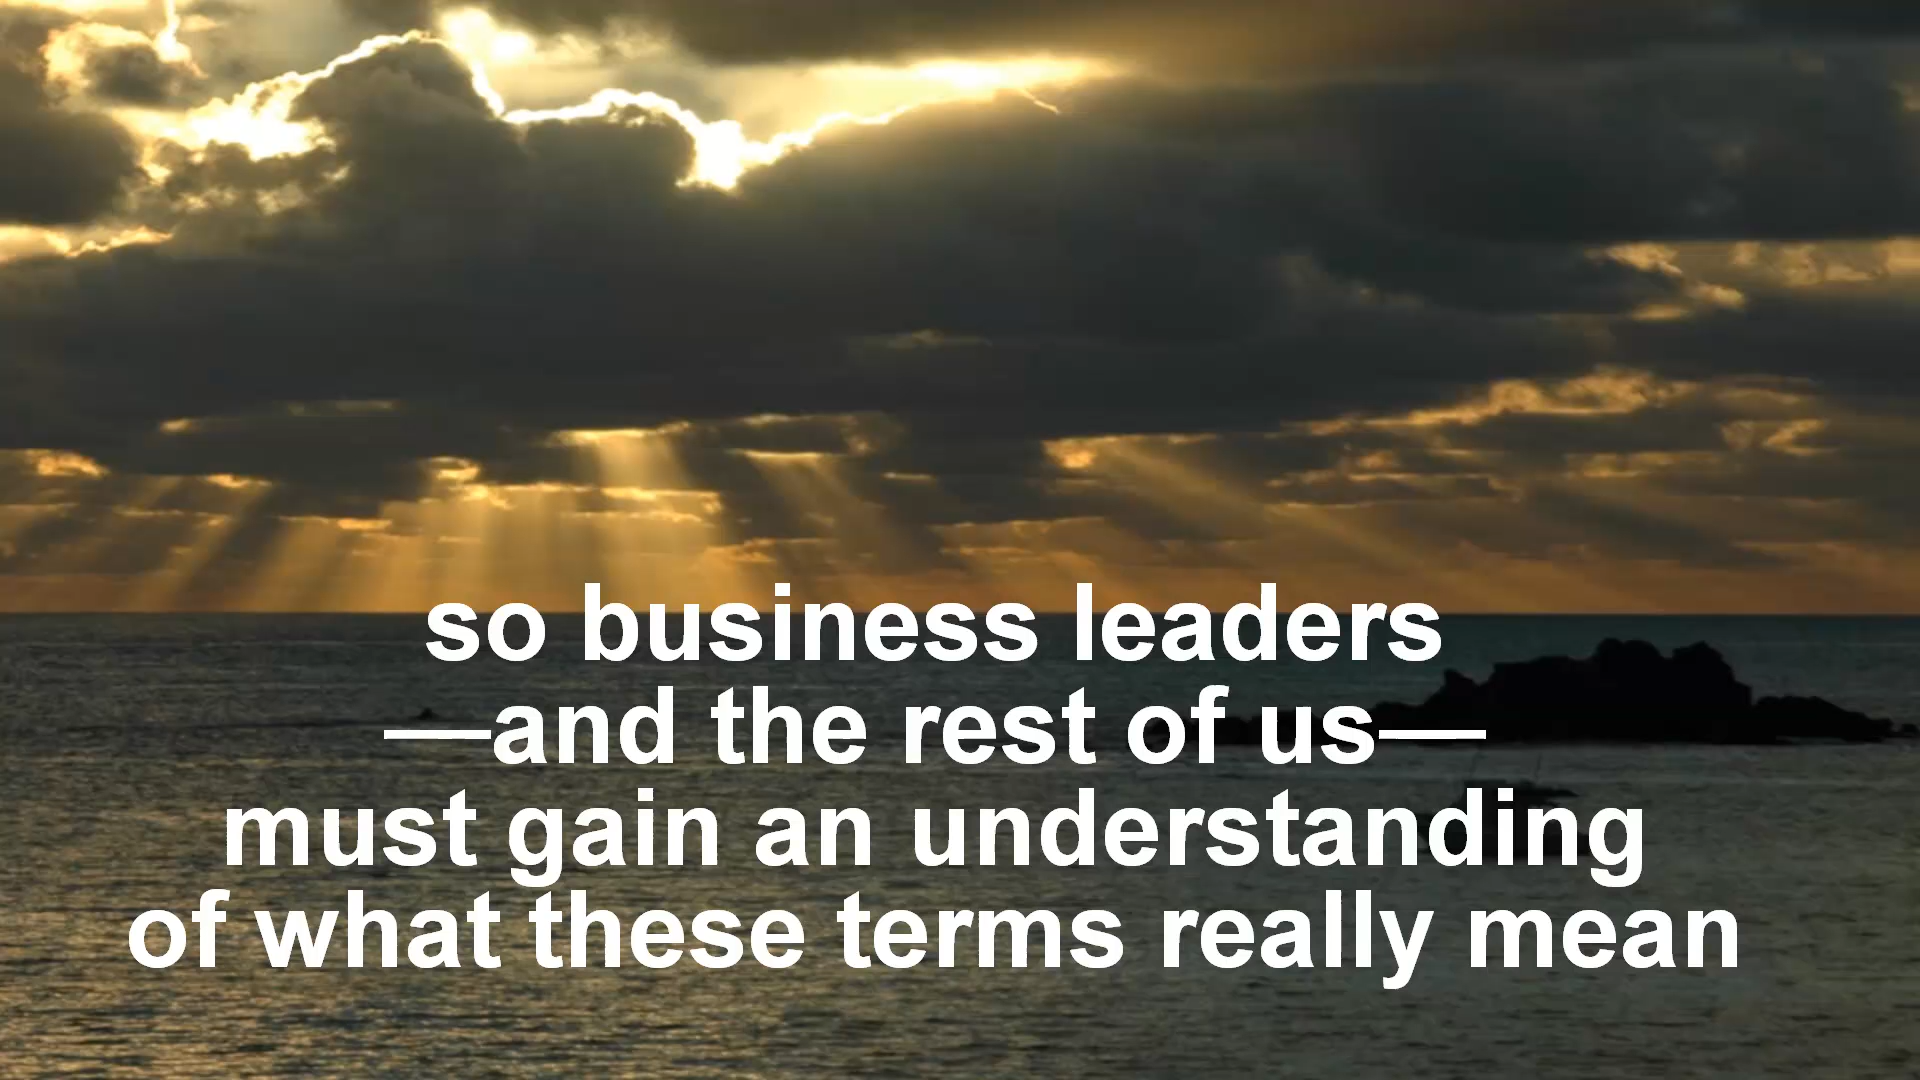 so business leaders
—and the rest of us—
must gain an understanding
of what these terms really mean